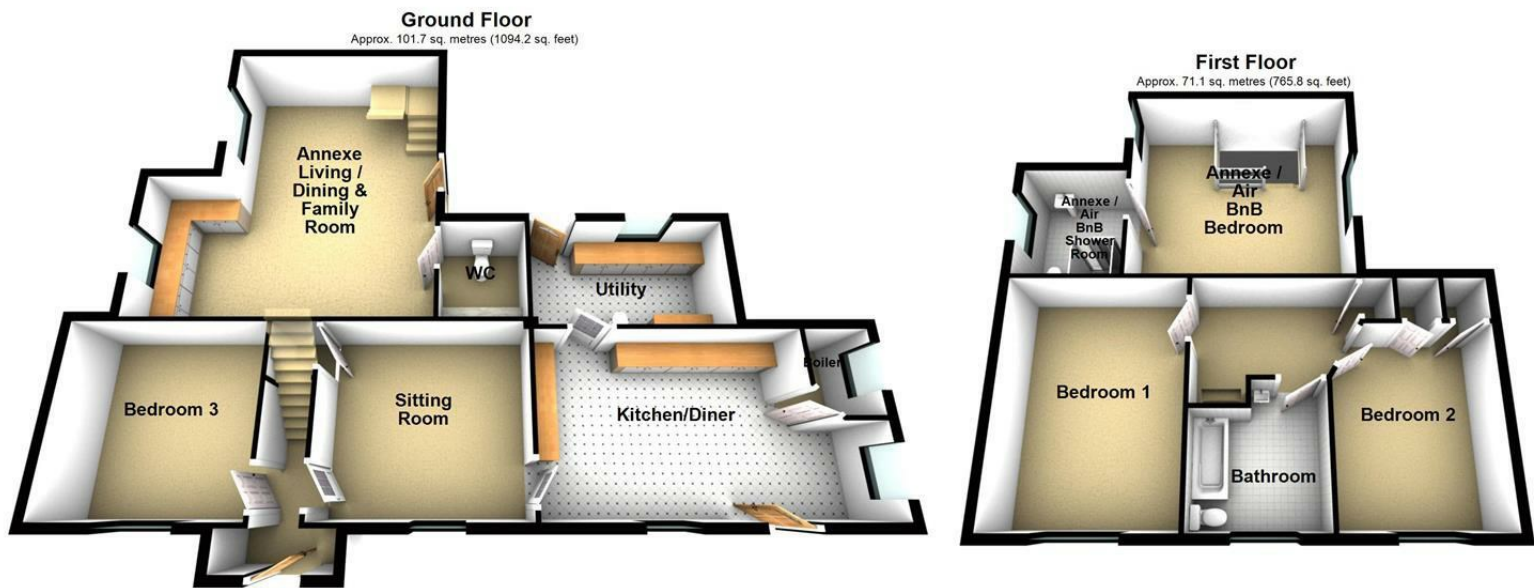 Ground Floor
Approx. 101.7 sq. metres (1094.2 sq. feet)
Annexe
Living /
Dining &
Family
Room
WC
Utility
Boiler
Bedroom 3
Sitting
Room
Kitchen/Diner
First Floor
Approx. 71.1 sq. metres (765.8 sq. feet)
Annexe /
Air
BnB
Bedroom
Annexe /
Air
BnB
Shower
Room
Bedroom 1
Bedroom 2
Bathroom